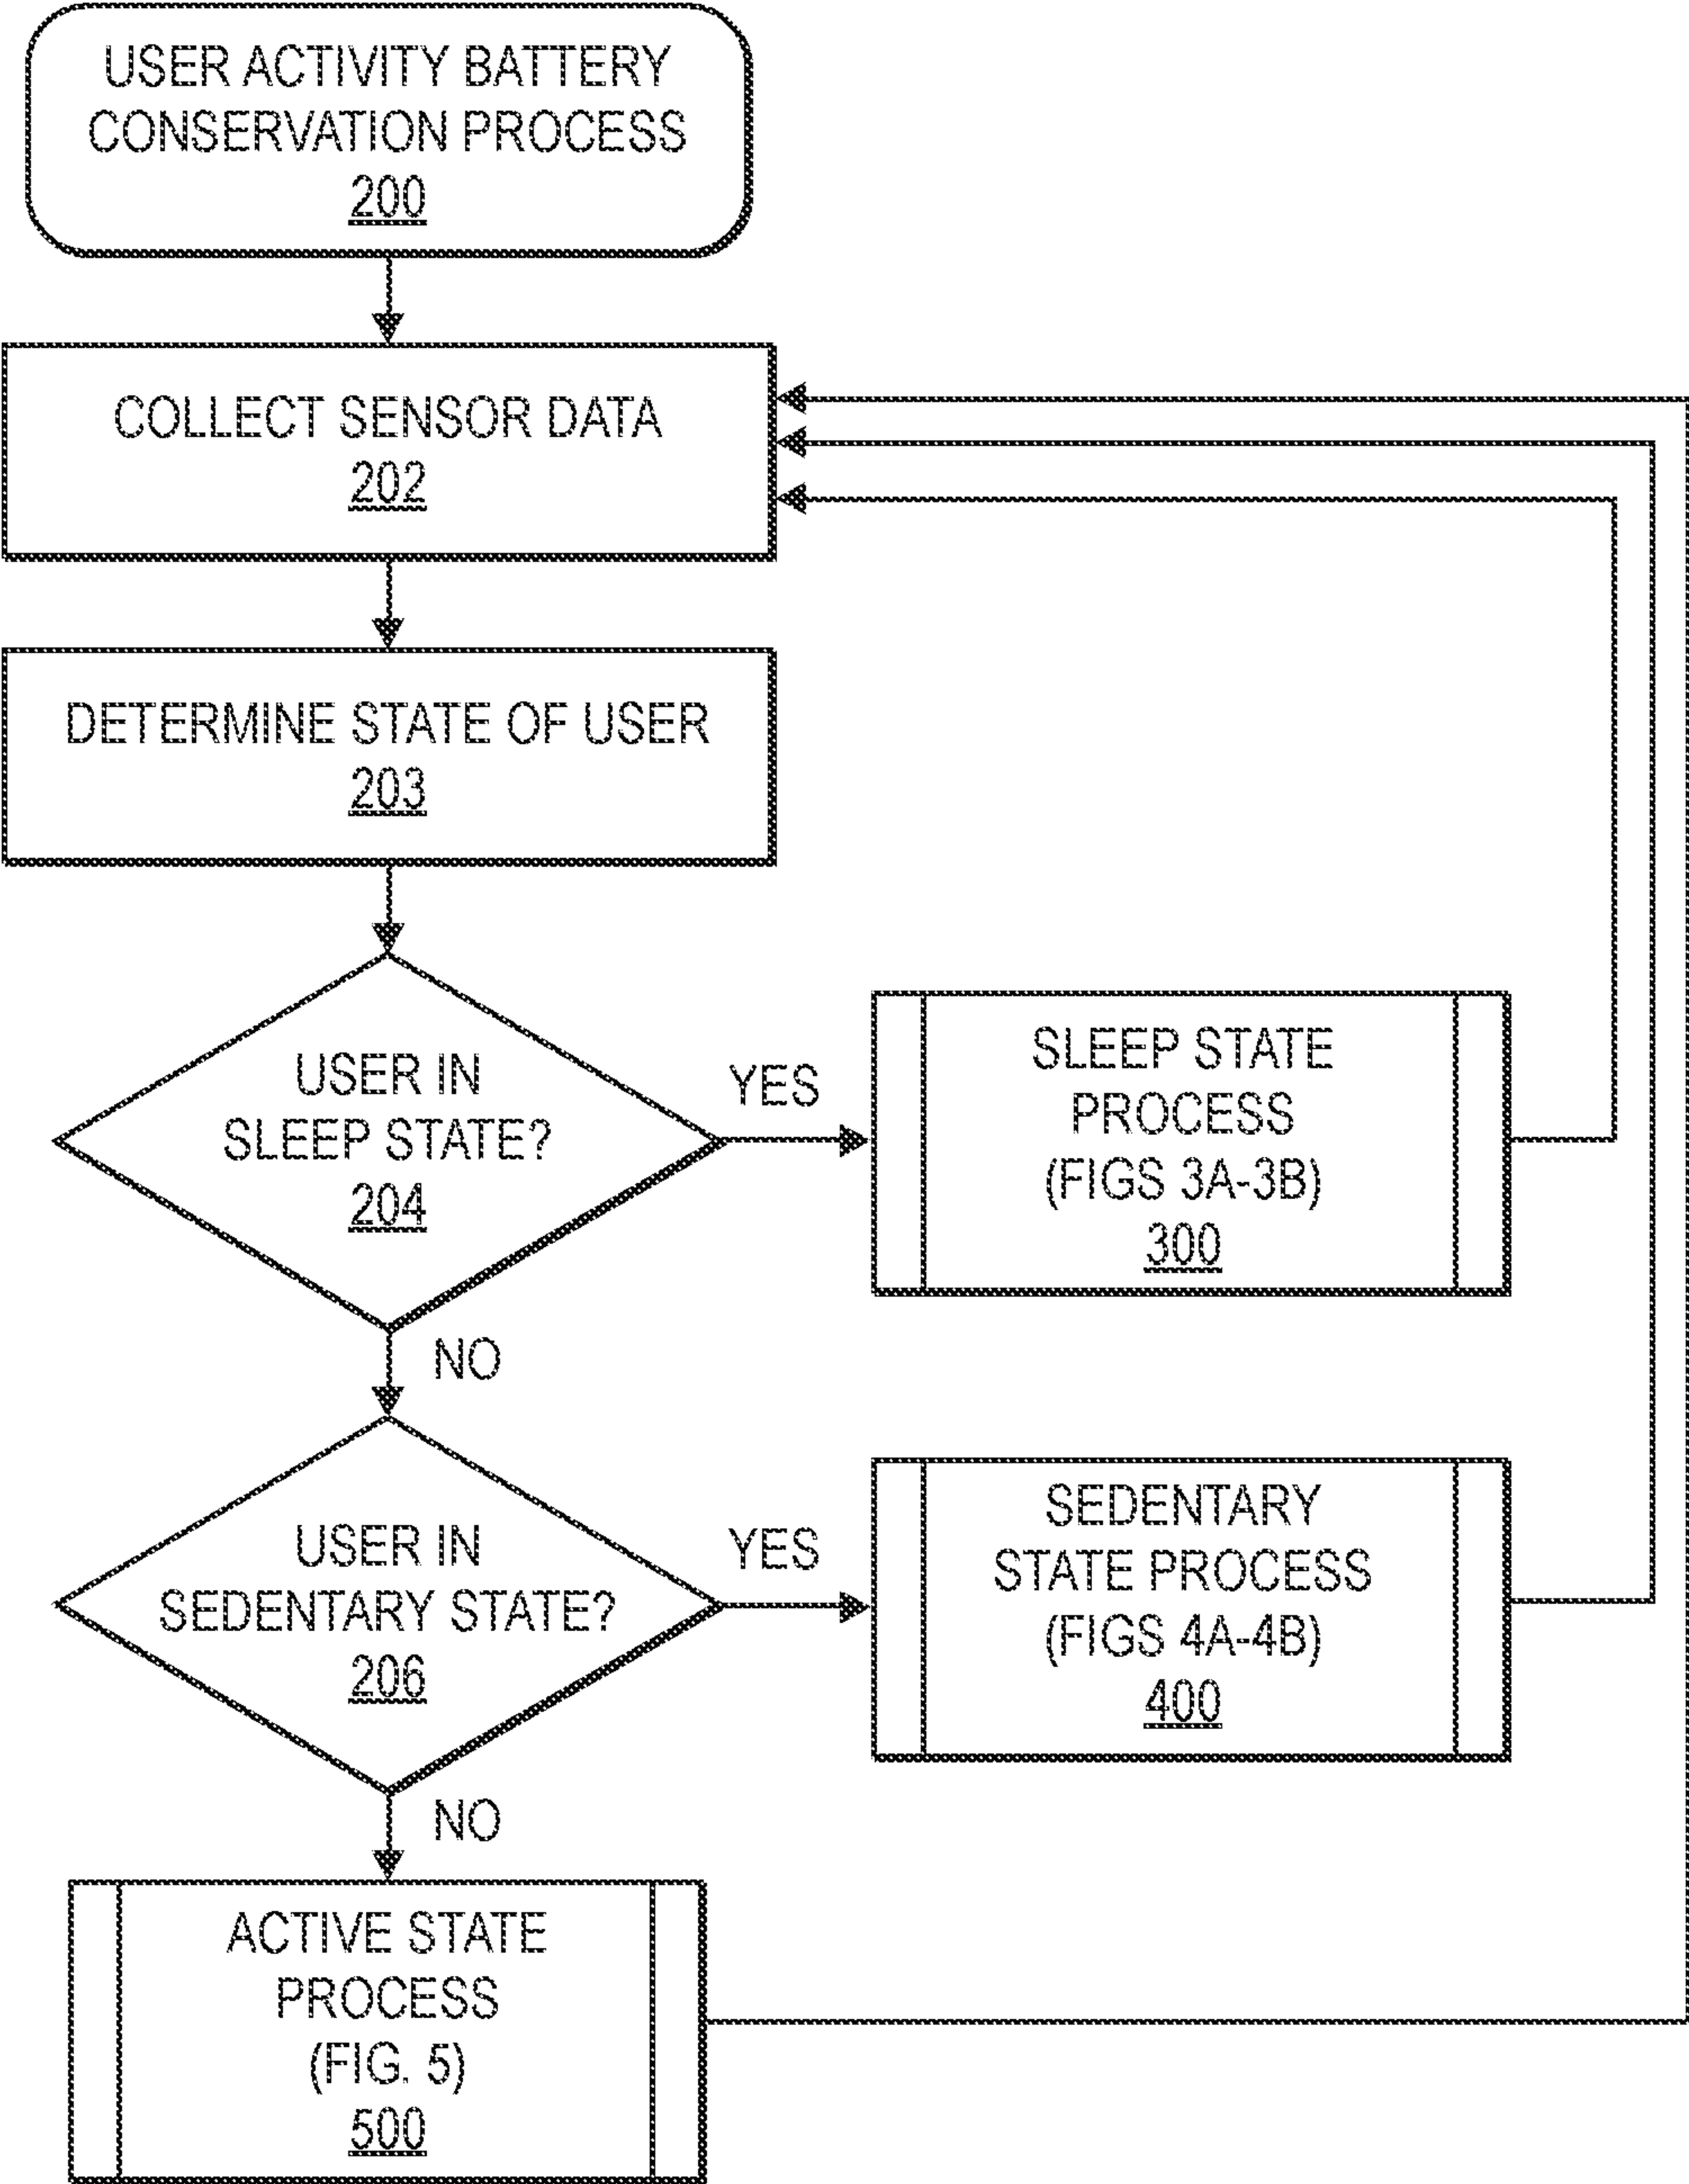 USER ACTIVITY BATTERY
CONSERVATION PROCESS
200
COLLECT SENSOR DATA
202
DETERMINE STATE OF USER
203
USER IN
SLEEP STATE?
204
YES
SLEEP STATE
PROCESS
(FIGS 3A-3B)
300
NO
USER IN
SEDENTARY STATE?
206
YES
SEDENTARY
STATE PROCESS
(FIGS 4A-4B)
400
NO
ACTIVE STATE
PROCESS
(FIG. 5)
500